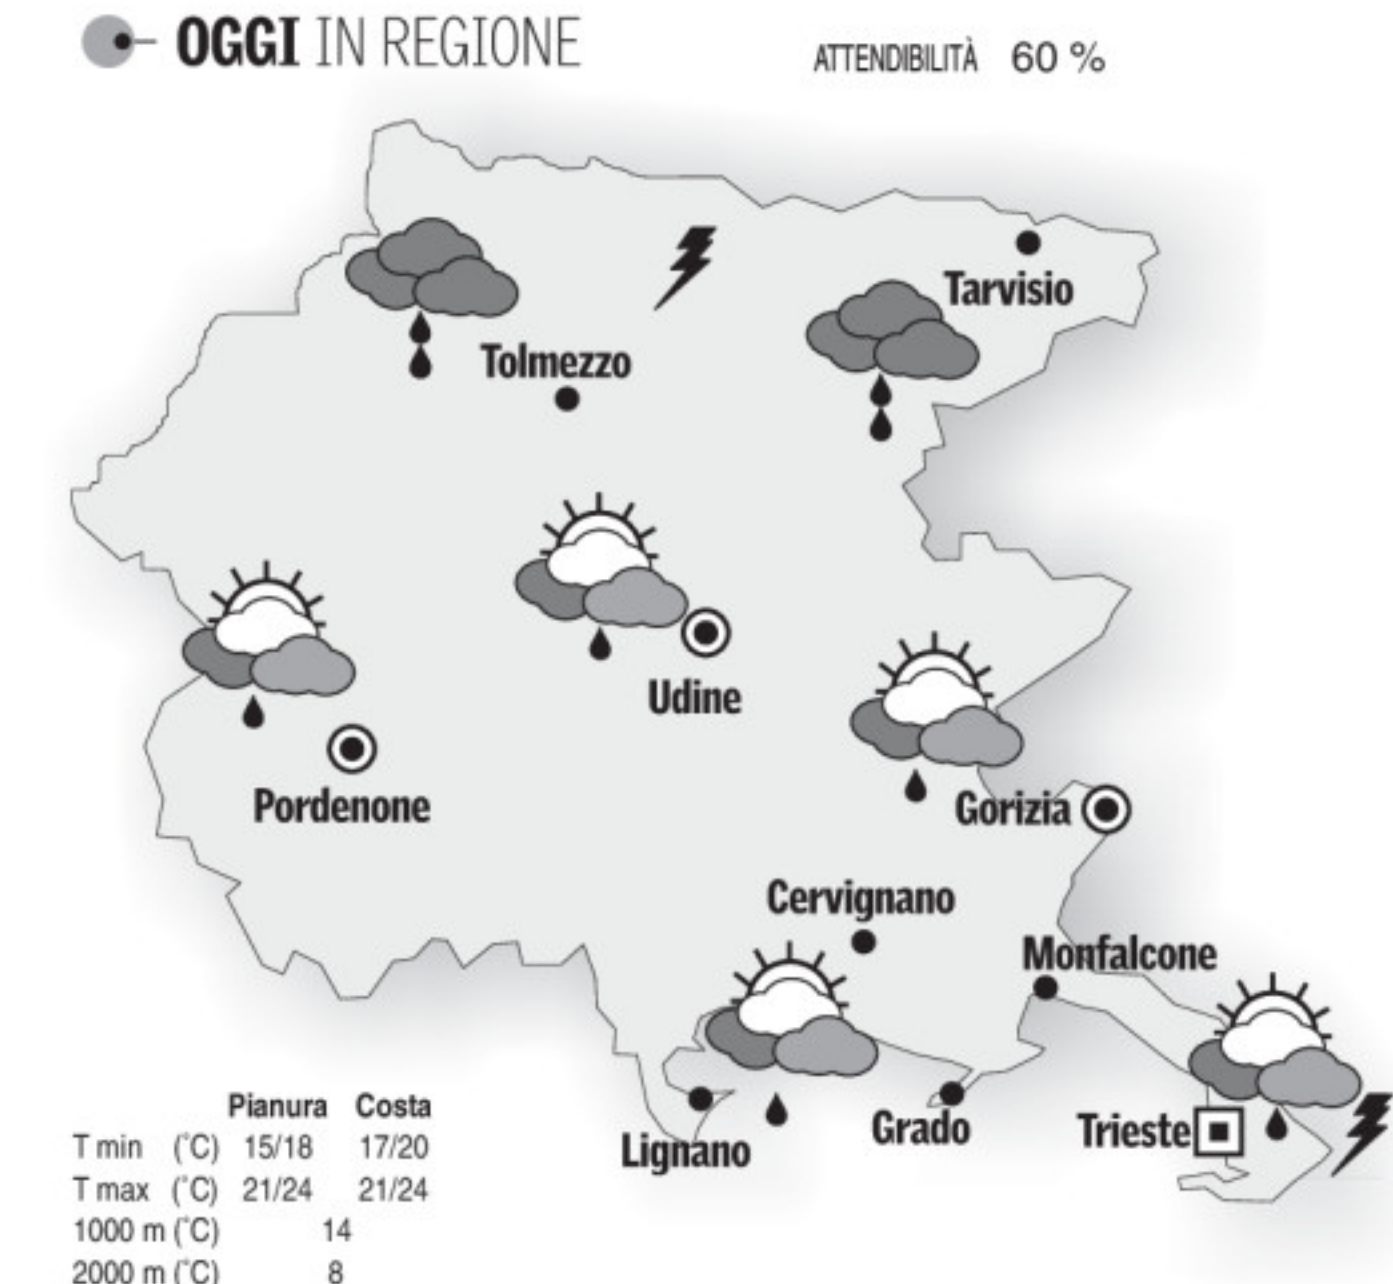 OGGI IN REGIONE
ATTENDIBILITÀ 60 %
Tarvisio
Tolmezzo
Udine
Pordenone
Gorizia
Cervignano
Monfalcone
Lignano
Grado
Trieste
Pianura Costa
T min (°C) 15/18 17/20
T max (°C) 21/24 21/24
1000 m (°C) 14
2000 m (°C) 8